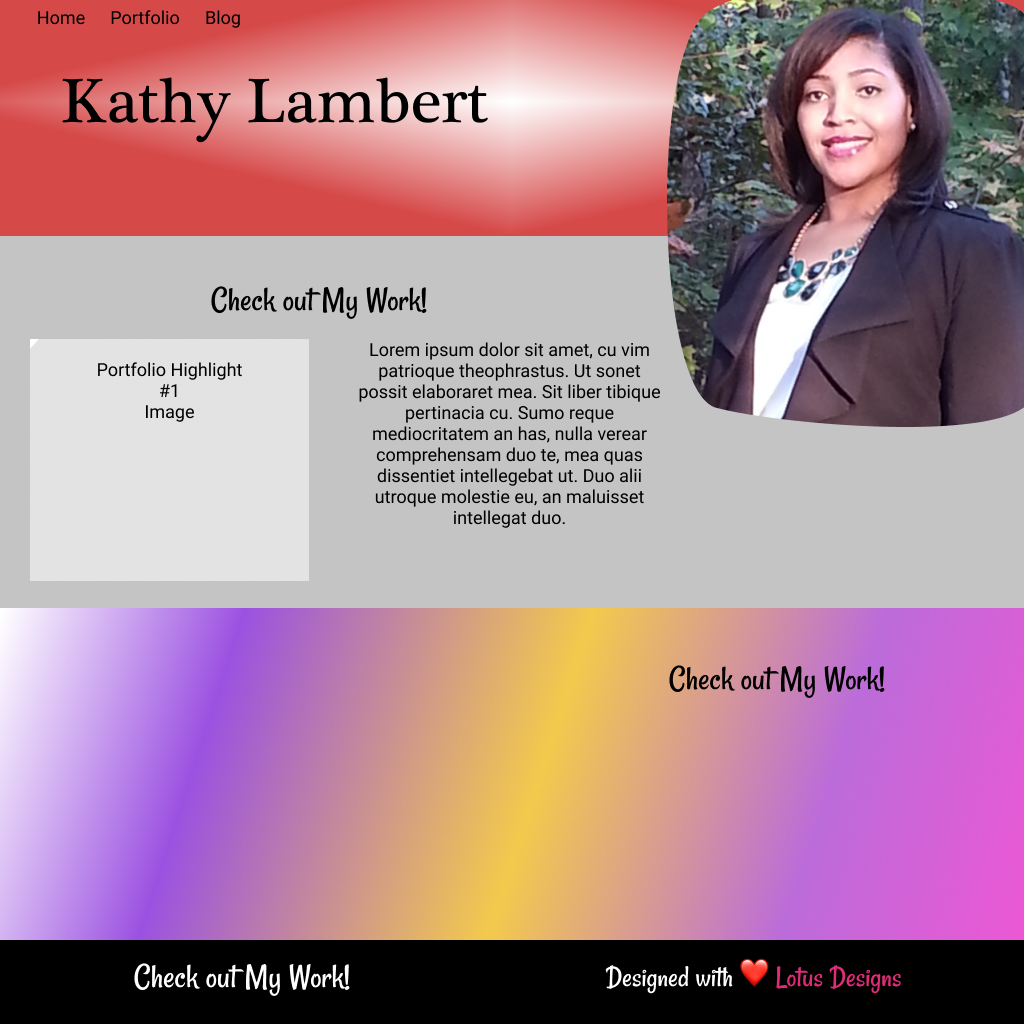 Home Portfolio Blog
Kathy Lambert
Check out My Work!
Portfolio Highlight
#1
Image
Lorem ipsum dolor sit amet, cu vim
patrioque theophrastus. Ut sonet
possit elaboraret mea. Sit liber tibique
pertinacia cu. Sumo reque
mediocritatem an has, nulla verear
comprehensam duo te, mea quas
dissentiet intellegebat ut. Duo alii
utroque molestie eu, an maluisset
intellegat duo.
Check out My Work!
Check out My Work!
Designed with ❤️ Lotus Designs